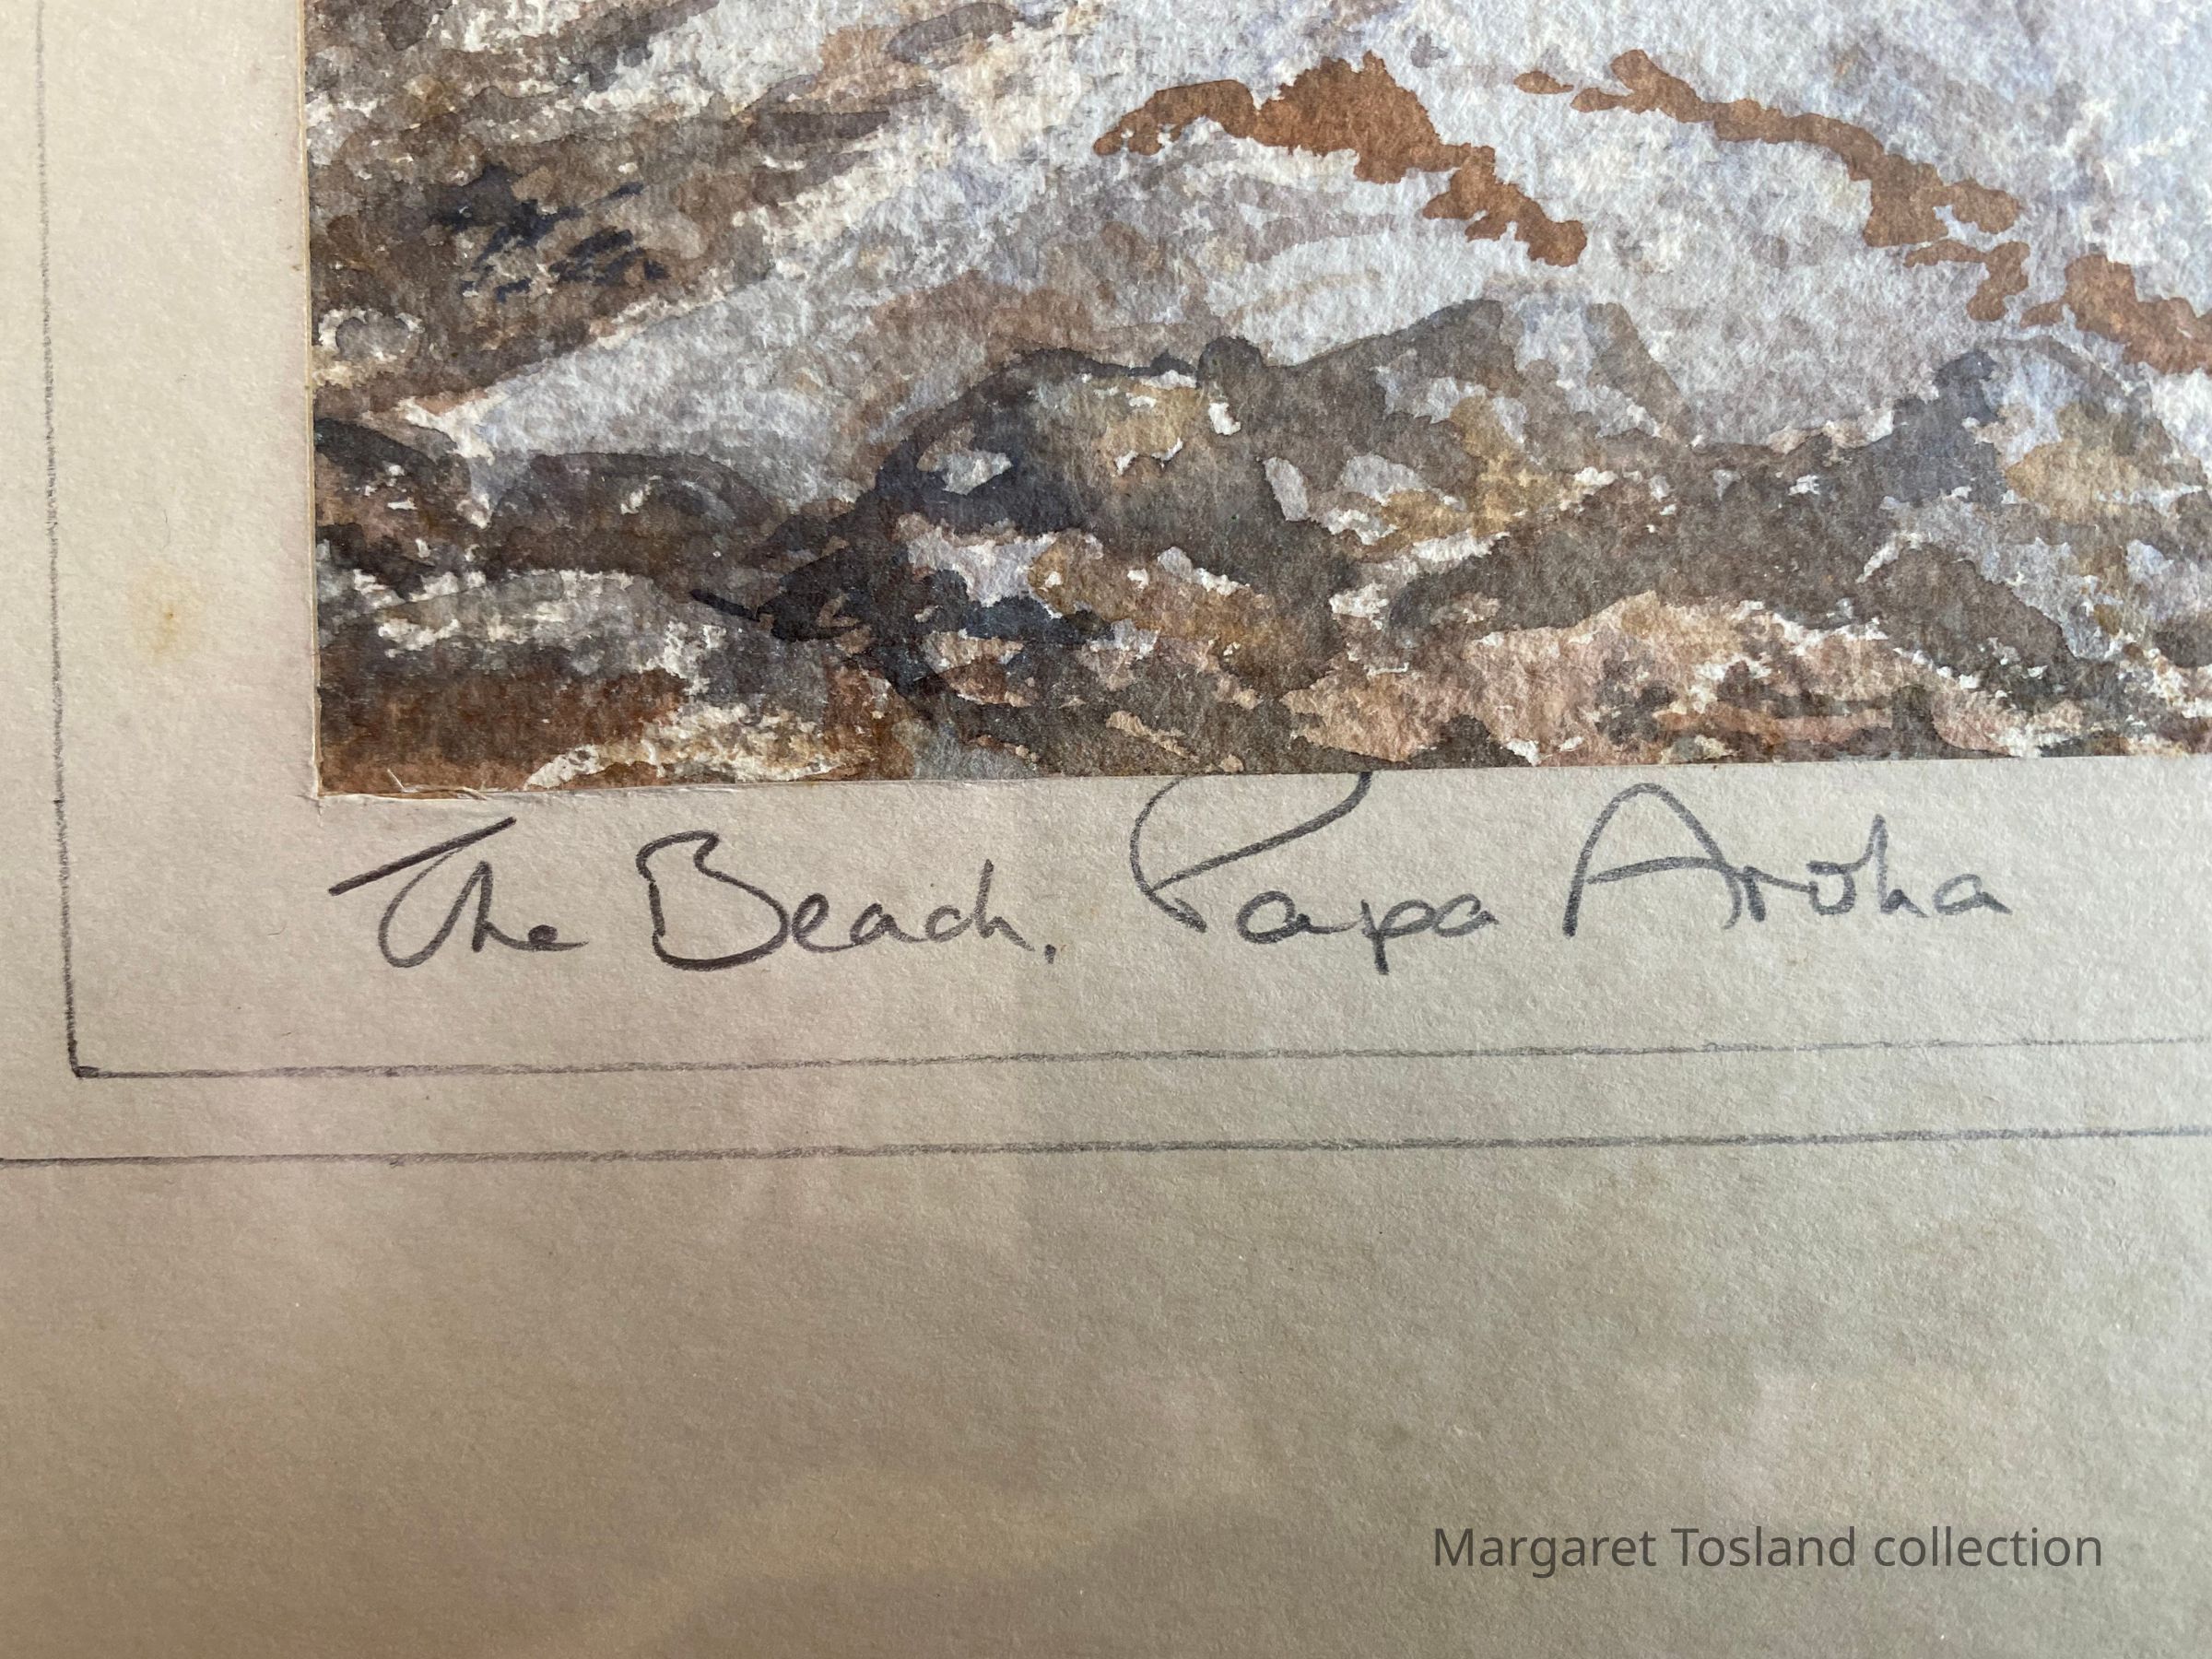 The Beach. Papa Aroha
Margaret Tosland collection